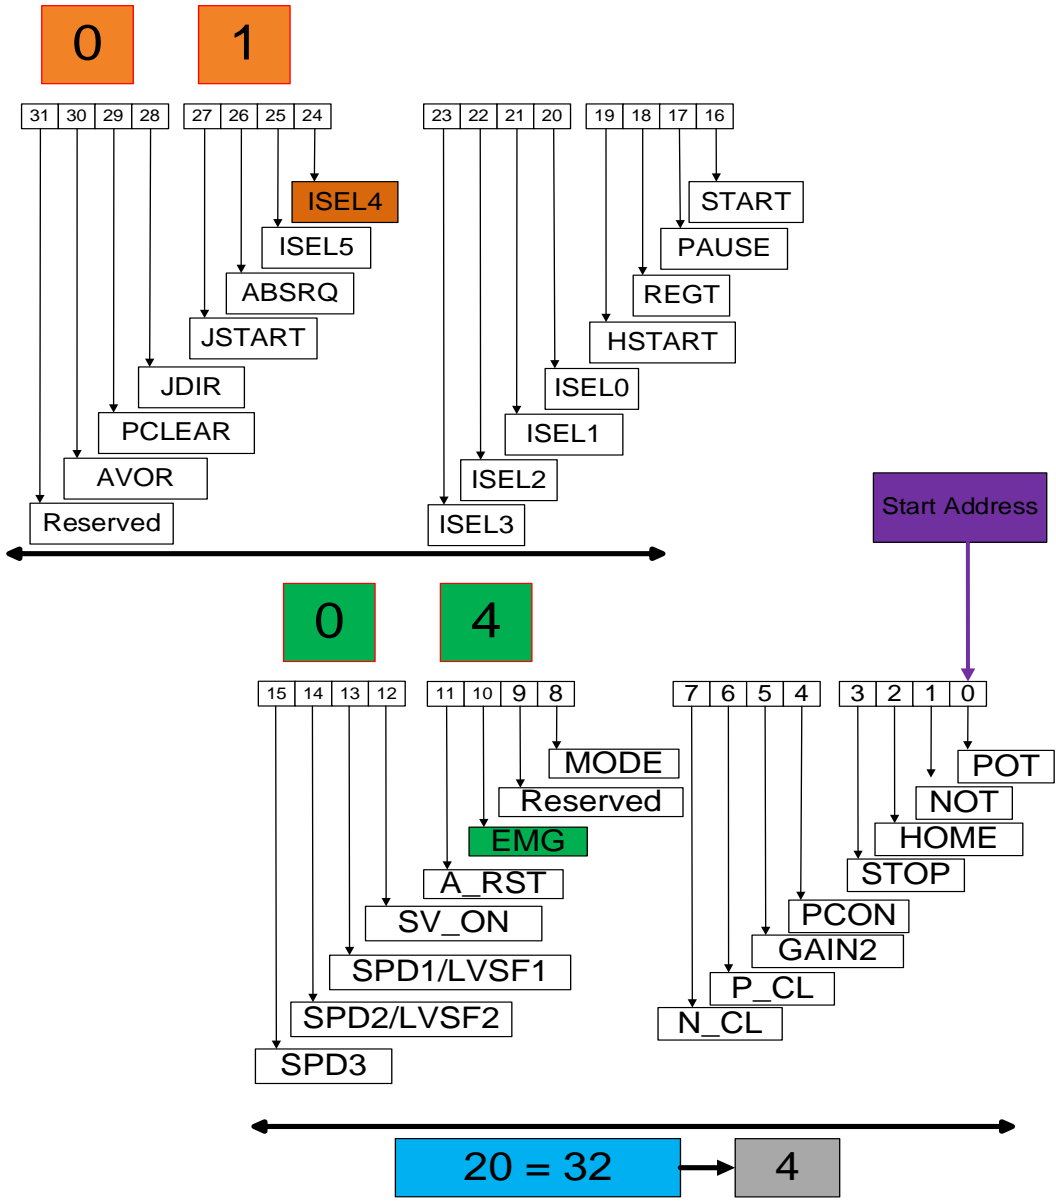 0 1
31 30 29 28 27 26 25 24 23 22 21 20 19 18 17 16
ISEL4
START
ISEL5
PAUSE
ABSRQ
REGT
JSTART
HSTART
JDIR
ISEL0
PCLEAR
ISEL1
AVOR
ISEL2
Reserved
ISEL3
Start Address
0 4
15 14 13 12 11 10 9 8 7 6 5 4 3 2 1 0
MODE
POT
Reserved
NOT
EMG
HOME
A_RST
STOP
SV_ON
PCON
SPD1/LVSF1
GAIN2
SPD2/LVSF2
P_CL
SPD3
N_CL
20 = 32
4